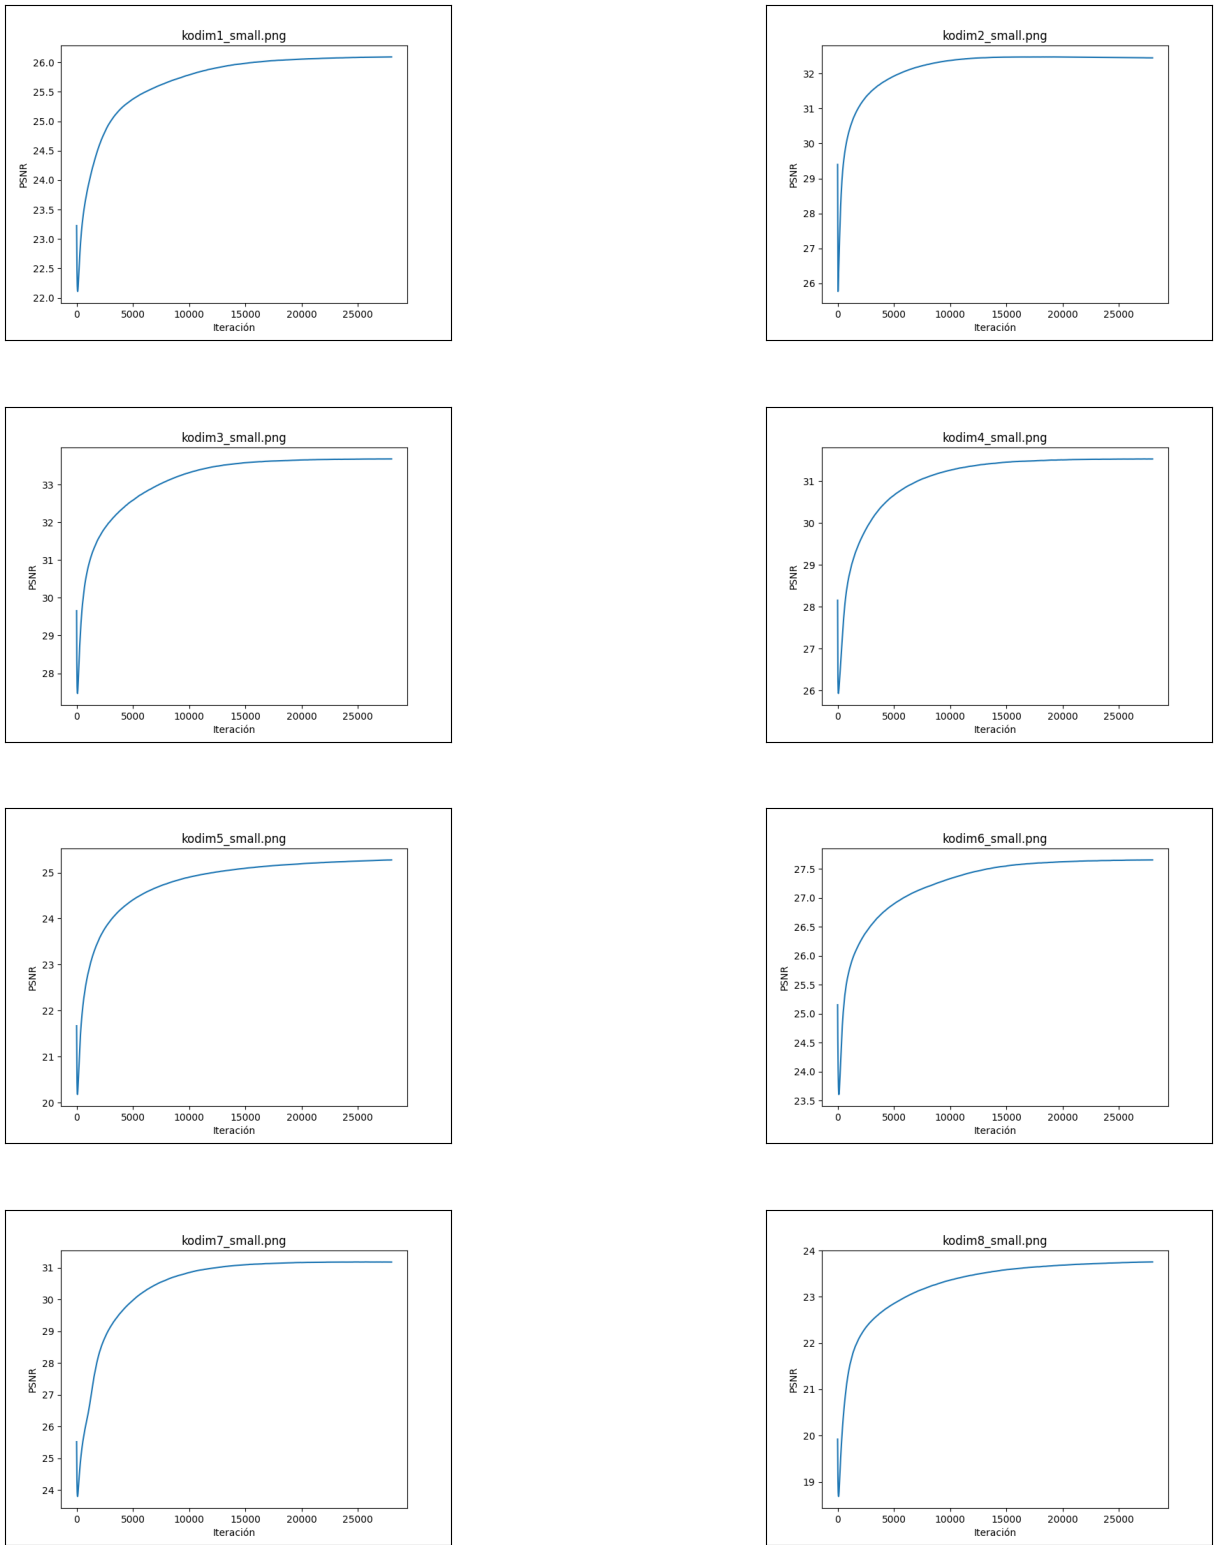 kodim1_small.png
26.0
25.5
25.0
24.5
24.0
23.5
23.0
22.5
22.0
PSNR
0 5000 10000 15000 20000 25000
Iteración
kodim2_small.png
32
31
30
29
28
27
26
PSNR
0 5000 10000 15000 20000 25000
Iteración
kodim3_small.png
33
32
31
30
29
28
PSNR
0 5000 10000 15000 20000 25000
Iteración
kodim4_small.png
31
30
29
28
27
26
PSNR
0 5000 10000 15000 20000 25000
Iteración
kodim5_small.png
25
24
23
22
21
20
PSNR
0 5000 10000 15000 20000 25000
Iteración
kodim6_small.png
27.5
27.0
26.5
26.0
25.5
25.0
24.5
24.0
23.5
PSNR
0 5000 10000 15000 20000 25000
Iteración
kodim7_small.png
31
30
29
28
27
26
25
24
PSNR
0 5000 10000 15000 20000 25000
Iteración
kodim8_small.png
24
23
22
21
20
19
PSNR
0 5000 10000 15000 20000 25000
Iteración